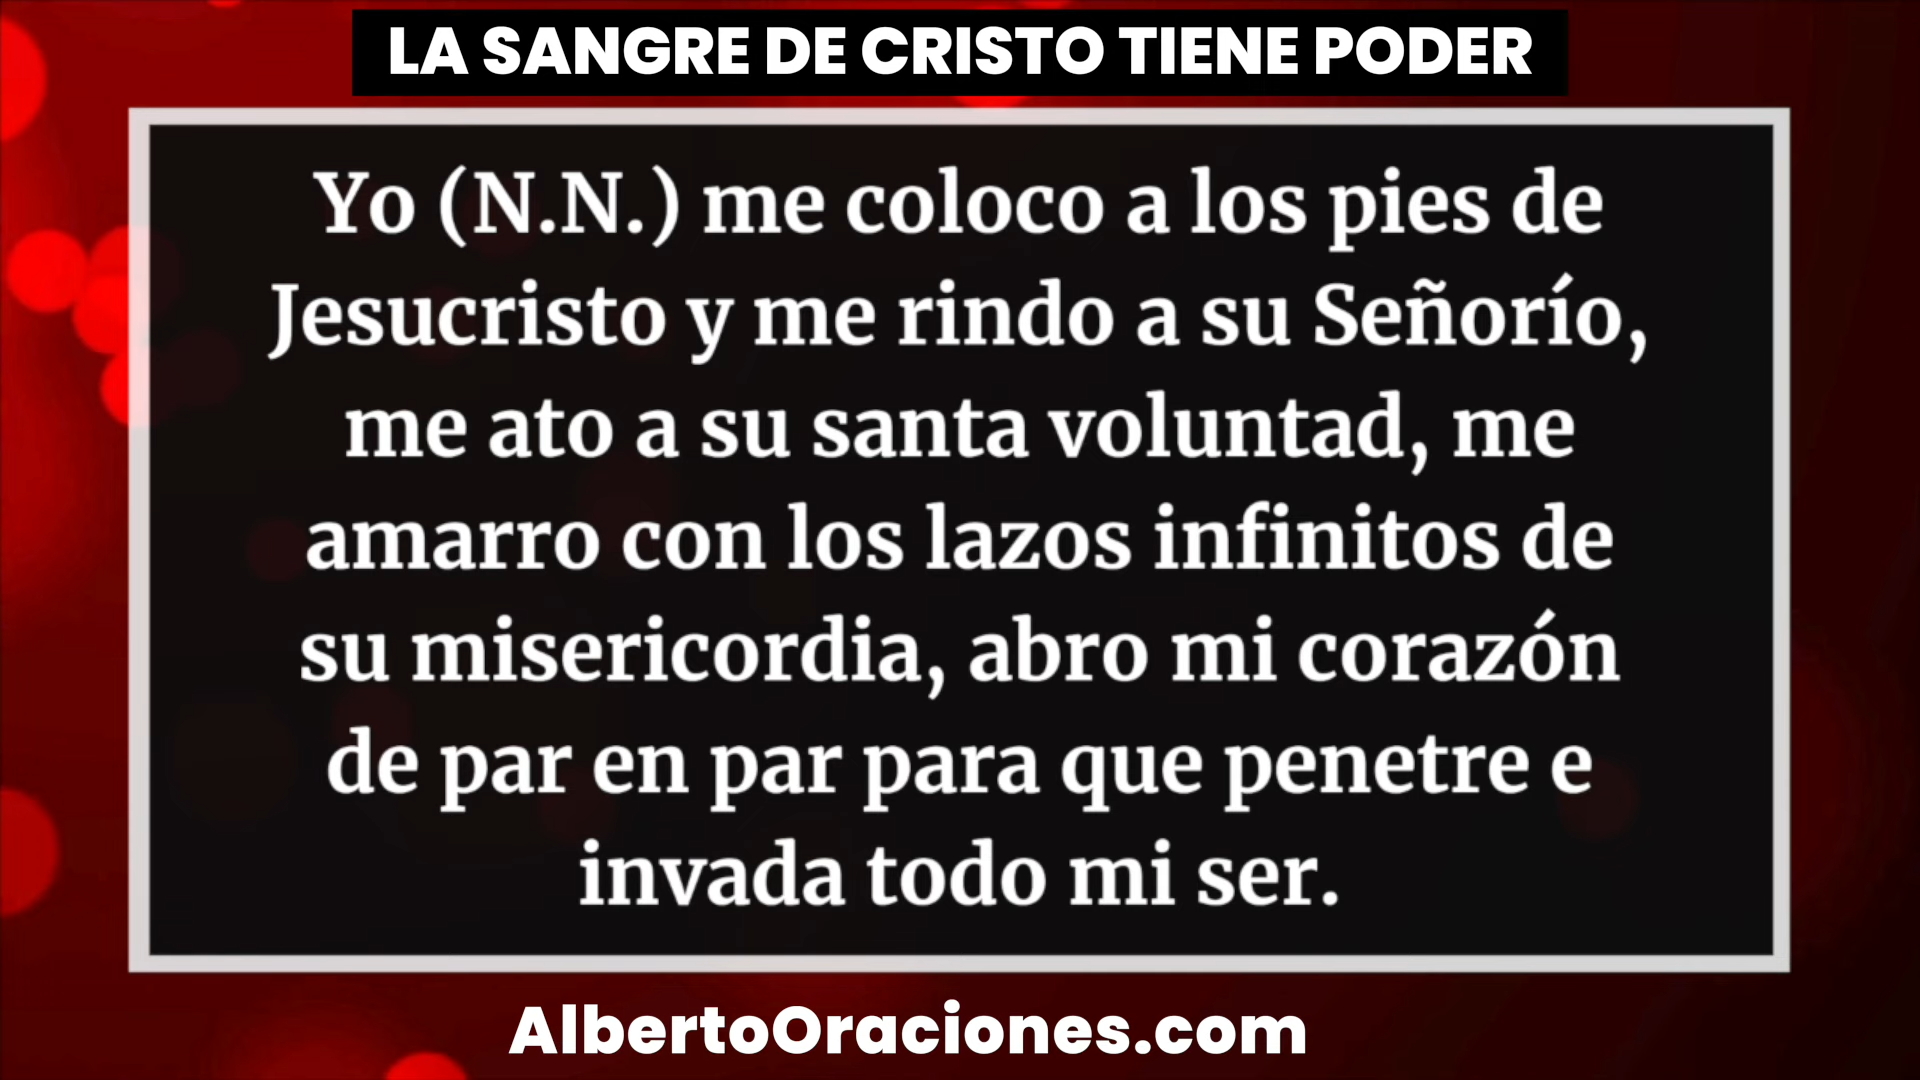 LA SANGRE DE CRISTO TIENE PODER
Yo (N.N.) me coloco a los pies de
Jesucristo y me rindo a su Señorío,
me ato a su santa voluntad, me
amarro con los lazos infinitos de
su misericordia, abro mi corazón
de par en par para que penetre e
invada todo mi ser.
AlbertoOraciones.com